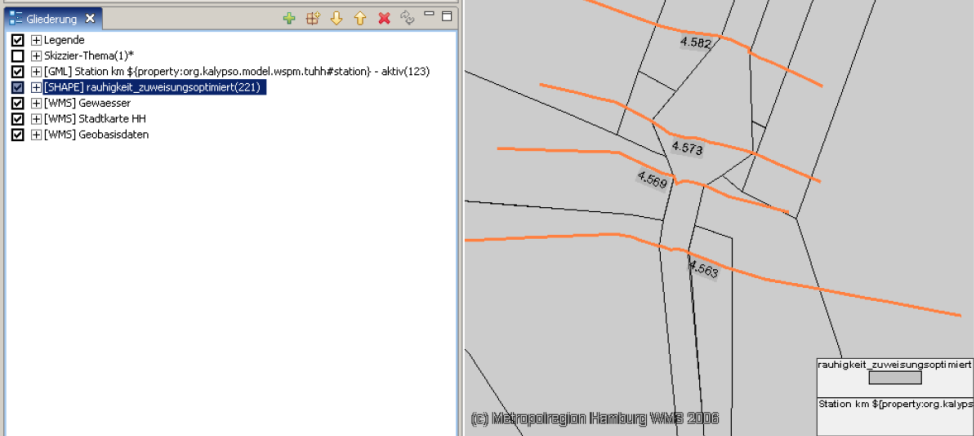 Gliederung
Legende
Skizzier-Thema(1)*
[GML] Station km ${property:org.kalypso.model.wspm.tuhh#station} - aktiv(123)
[SHAPE] rauhigkeit_zuweisungsoptimiert(221)
[WMS] Gewaesser
[WMS] Stadtkarte HH
[WMS] Geobasisdaten
4.582
4.573
4.569
4.563
rauhigkeit_zuweisungsoptimiert
Station km ${property:org.kalyps
(c) Metropolregion Hamburg WMS 2006